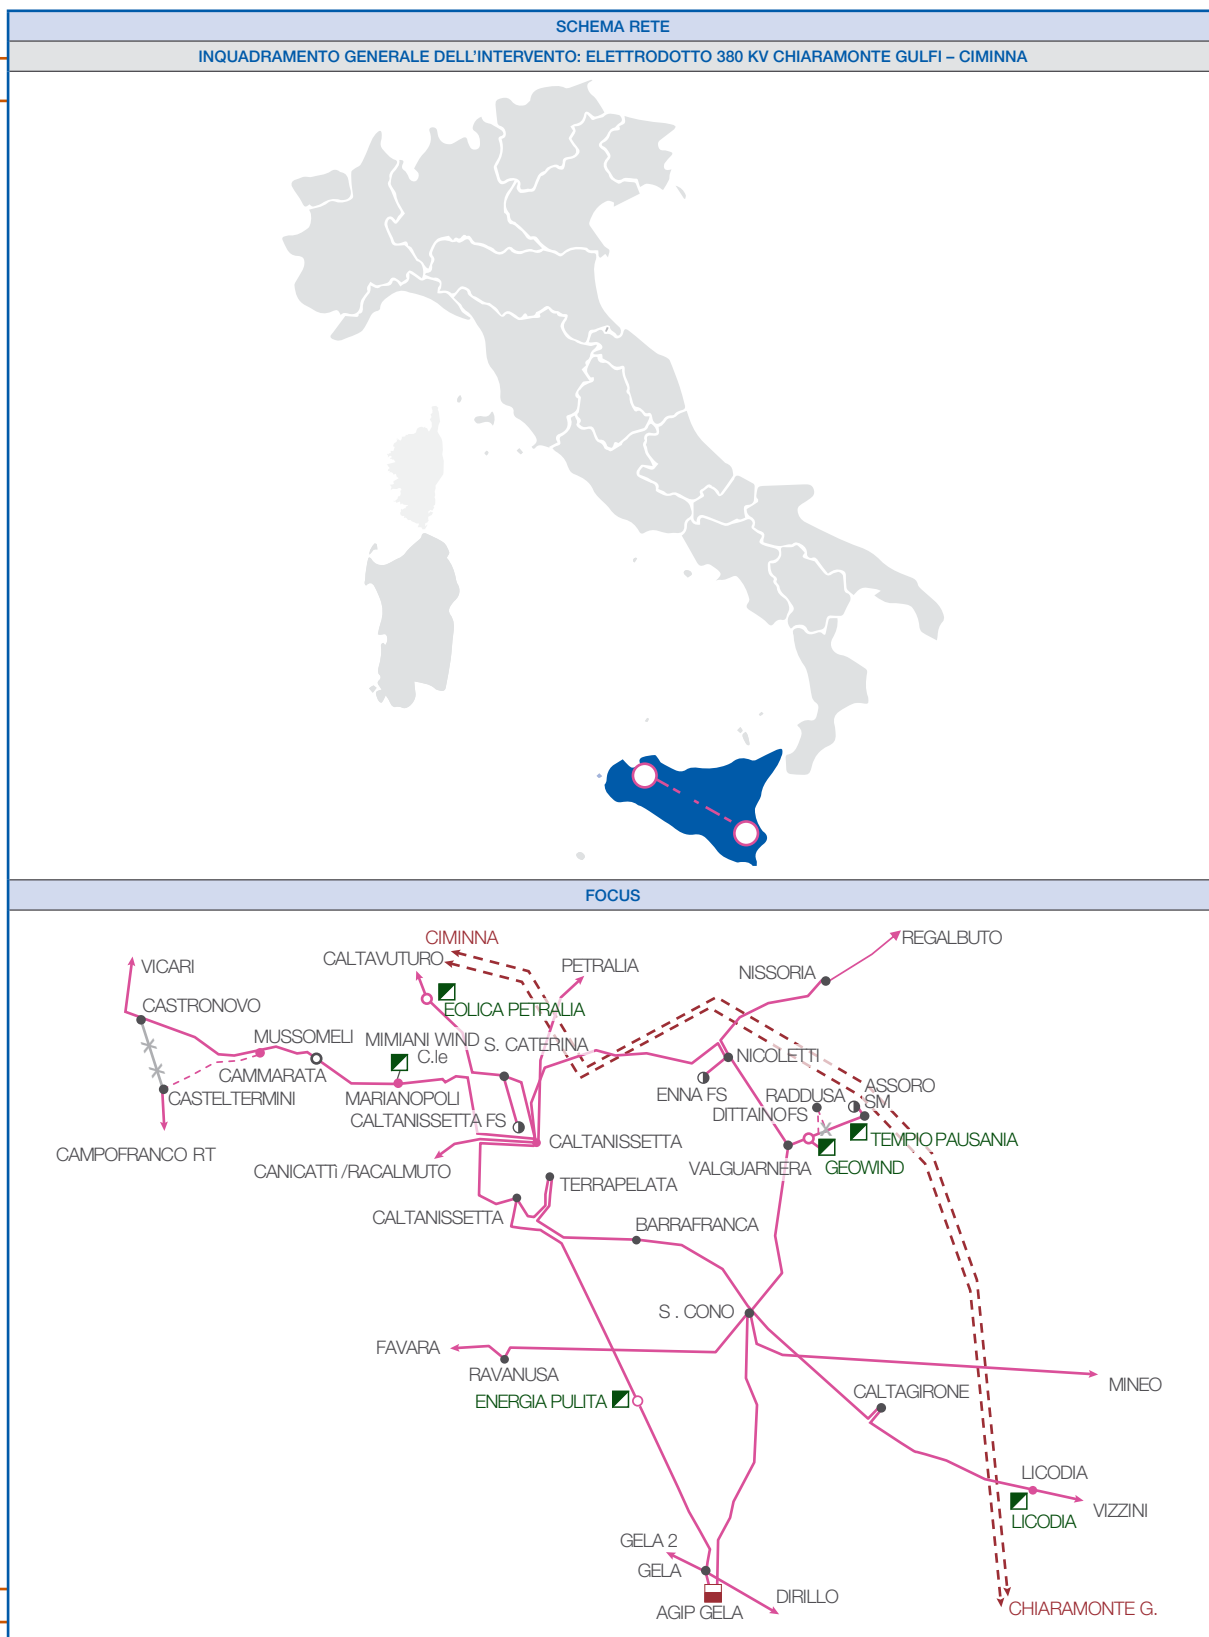 SCHEMA RETE
INQUADRAMENTO GENERALE DELL'INTERVENTO: ELETTRODOTTO 380 KV CHIARAMONTE GULFI – CIMINNA
FOCUS
CIMINNA
REGALBUTO
CALTAVUTURO
PETRALIA
VICARI
NISSORIA
EOLICA PETRALIA
CASTRONOVO
MUSSOMELI
MIMIANI WIND
C.le
S. CATERINA
NICOLETTI
CAMMARATA
ENNA FS
RADDUSA
ASSORO
SM
CASTELTERMINI
MARIANOPOLI
DITTAINO FS
CALTANISSETTA FS
TEMPIO PAUSANIA
CAMPOFRANCO RT
CANICATTì /RACALMUTO
CALTANISSETTA
VALGUARNERA
GEOWIND
TERRAPELATA
CALTANISSETTA
BARRAFRANCA
S . CONO
FAVARA
RAVANUSA
MINEO
ENERGIA PULITA
CALTAGIRONE
LICODIA
VIZZINI
LICODIA
GELA 2
GELA
DIRILLO
AGIP GELA
CHIARAMONTE G.